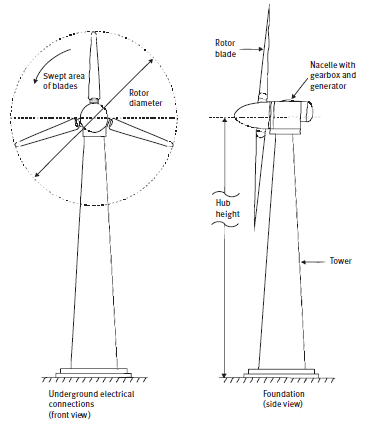 Swept area
of blades
Rotor
diameter
Underground electrical
connections
(front view)
Rotor
blade
Nacelle with
gearbox and
generator
Hub
height
Tower
Foundation
(side view)